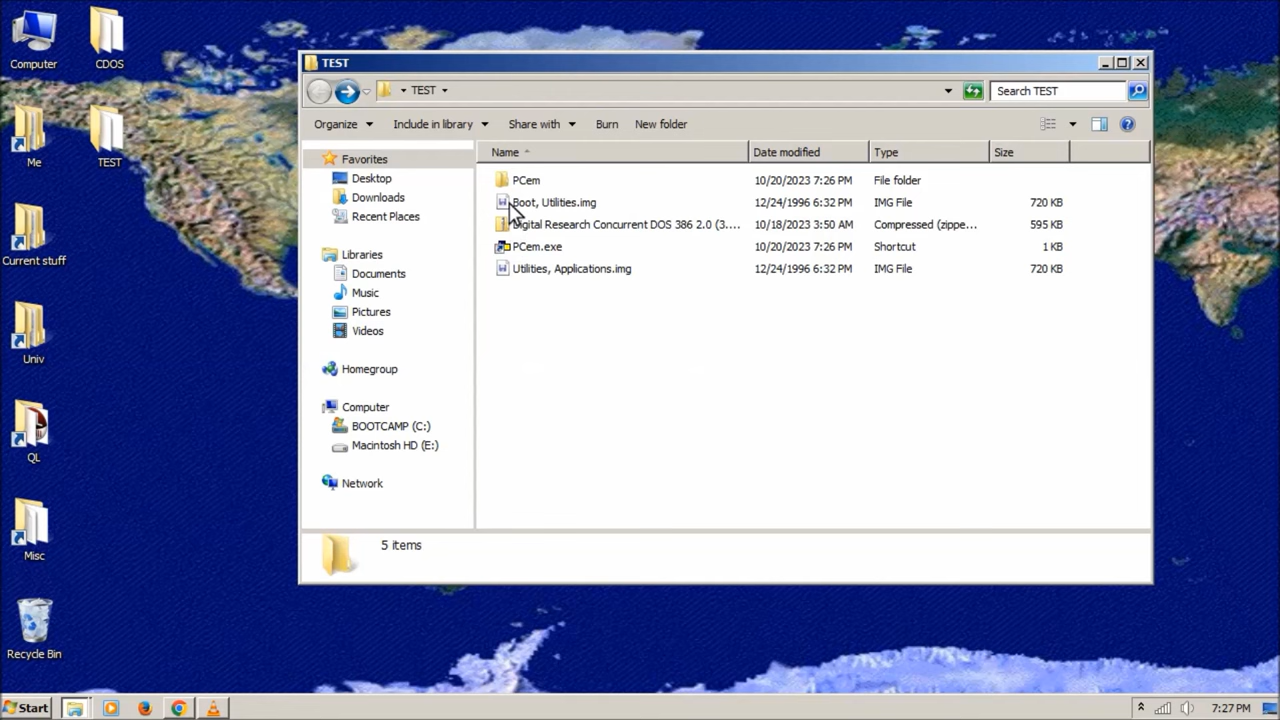 Computer
CDOS
Me
TEST
Current stuff
Univ
QL
Misc
Recycle Bin
TEST
TEST
Search TEST
Organize Include in library Share with Burn New folder
Favorites
Desktop
Downloads
Recent Places
Libraries
Documents
Music
Pictures
Videos
Homegroup
Computer
BOOTCAMP (C:)
Macintosh HD (E:)
Network
Name Date modified Type Size
PCem 10/20/2023 7:26 PM File folder
Boot, Utilities.img 12/24/1996 6:32 PM IMG File 720 KB
Digital Research Concurrent DOS 386 2.0 (3.... 10/18/2023 3:50 AM Compressed (zippe... 595 KB
PCem.exe 10/20/2023 7:26 PM Shortcut 1 KB
Utilities, Applications.img 12/24/1996 6:32 PM IMG File 720 KB
5 items
Start 7:27 PM